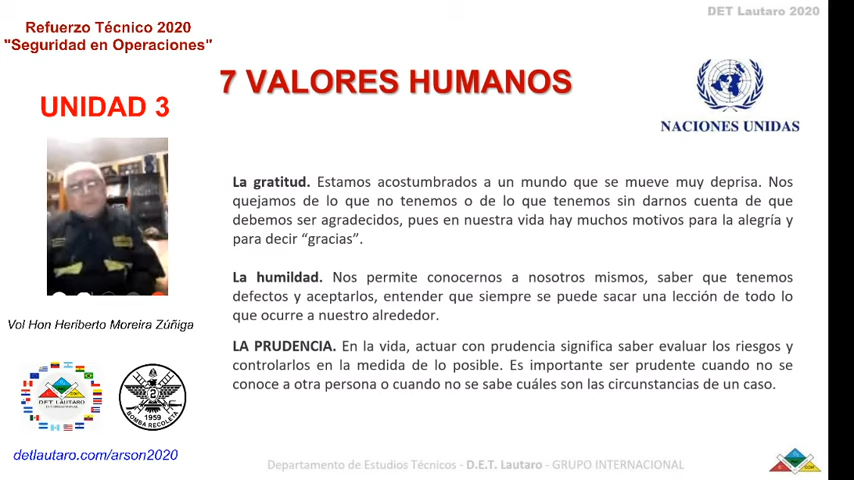 DET Lautaro 2020
Refuerzo Técnico 2020
"Seguridad en Operaciones"
7 VALORES HUMANOS
UNIDAD 3
NACIONES UNIDAS
La gratitud. Estamos acostumbrados a un mundo que se mueve muy deprisa. Nos
quejamos de lo que no tenemos o de lo que tenemos sin darnos cuenta de que
debemos ser agradecidos, pues en nuestra vida hay muchos motivos para la alegría y
para decir “gracias”.
La humildad. Nos permite conocernos a nosotros mismos, saber que tenemos
defectos y aceptarlos, entender que siempre se puede sacar una lección de todo lo
que ocurre a nuestro alrededor.
LA PRUDENCIA. En la vida, actuar con prudencia significa saber evaluar los riesgos y
controlarlos en la medida de lo posible. Es importante ser prudente cuando no se
conoce a otra persona o cuando no se sabe cuáles son las circunstancias de un caso.
Vol Hon Heriberto Moreira Zúñiga
DET LAUTARO
INTERNACIONAL
2
1959
BOMBA RECOLETA
detlautaro.com/arson2020
Departamento de Estudios Técnicos - D.E.T. Lautaro - GRUPO INTERNACIONAL